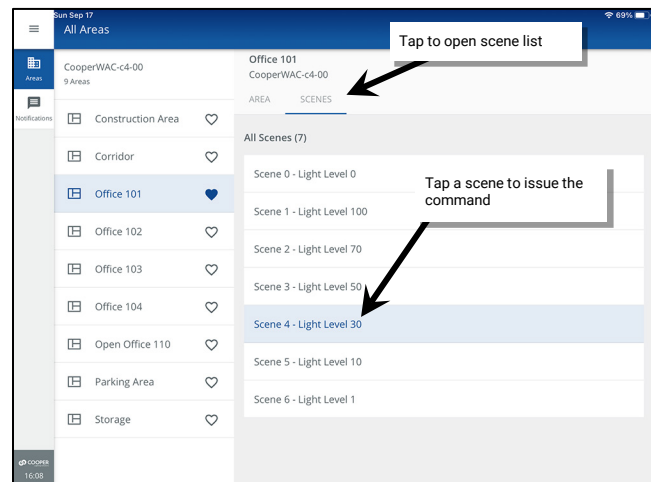 Sun Sep 17
69%
All Areas
Tap to open scene list
Areas
Notifications
CooperWAC-c4-00
9 Areas
Construction Area
Corridor
Office 101
Office 102
Office 103
Office 104
Open Office 110
Parking Area
Storage
Office 101
CooperWAC-c4-00
AREA SCENES
All Scenes (7)
Scene 0 - Light Level 0
Tap a scene to issue the
command
Scene 1 - Light Level 100
Scene 2 - Light Level 70
Scene 3 - Light Level 50
Scene 4 - Light Level 30
Scene 5 - Light Level 10
Scene 6 - Light Level 1
COOPER
16:08